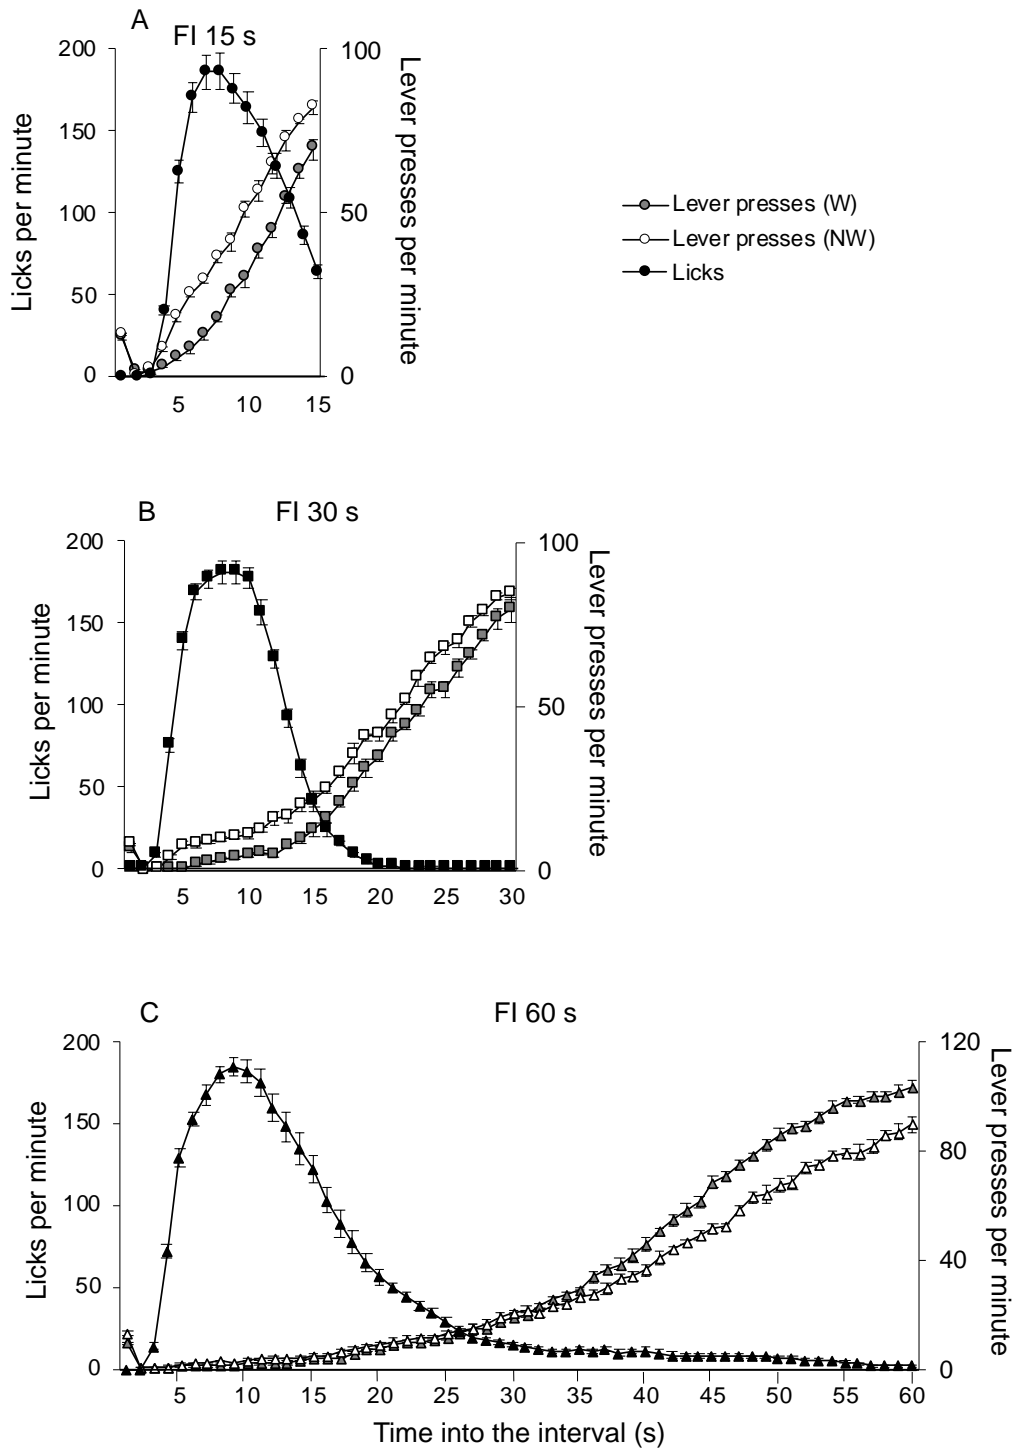 A
FI 15 s
200
150
100
50
0
Licks per minute
100
50
0
Lever presses per minute
5 10 15
Lever presses (W)
Lever presses (NW)
Licks
B
FI 30 s
200
150
100
50
0
Licks per minute
100
50
0
Lever presses per minute
5 10 15 20 25 30
C
FI 60 s
200
150
100
50
0
Licks per minute
120
80
40
0
Lever presses per minute
5 10 15 20 25 30 35 40 45 50 55 60
Time into the interval (s)